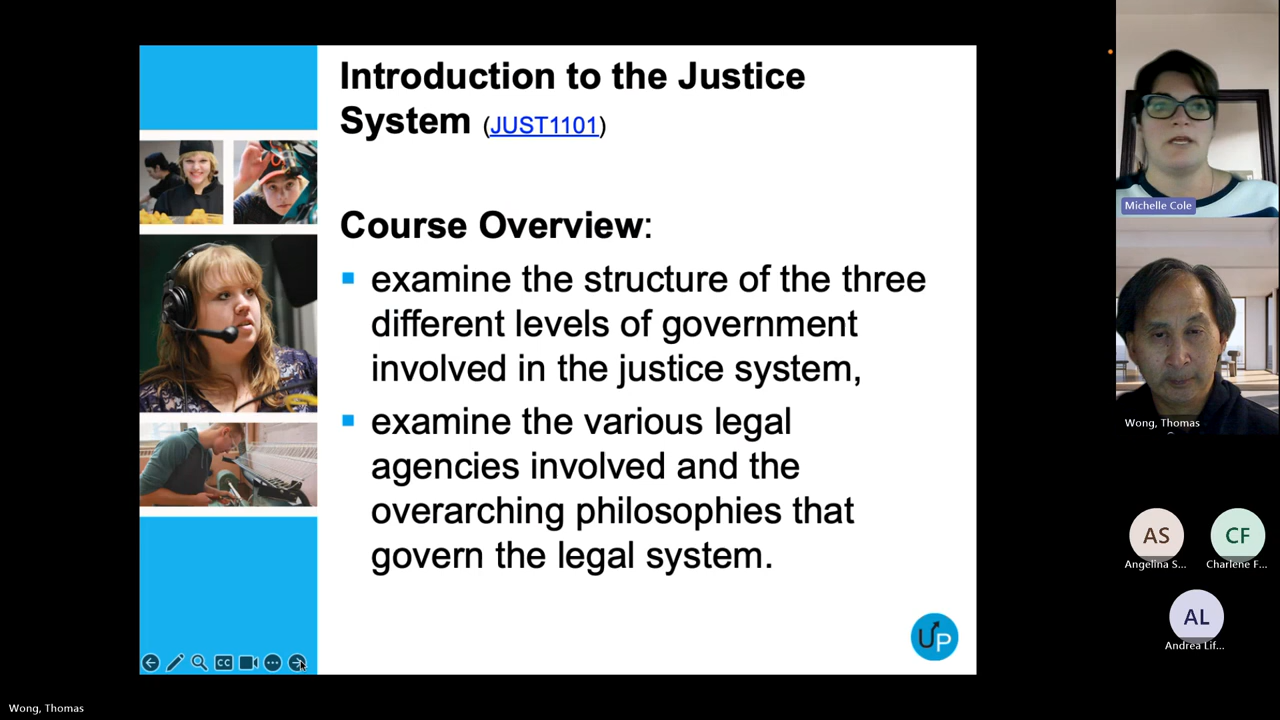 Introduction to the Justice
System (JUST1101)
Course Overview:
▪ examine the structure of the three
different levels of government
involved in the justice system,
▪ examine the various legal
agencies involved and the
overarching philosophies that
govern the legal system.
UP
CC
Michelle Cole
Wong, Thomas
AS
CF
Angelina S...
Charlene F...
AL
Andrea Lif...
Wong, Thomas